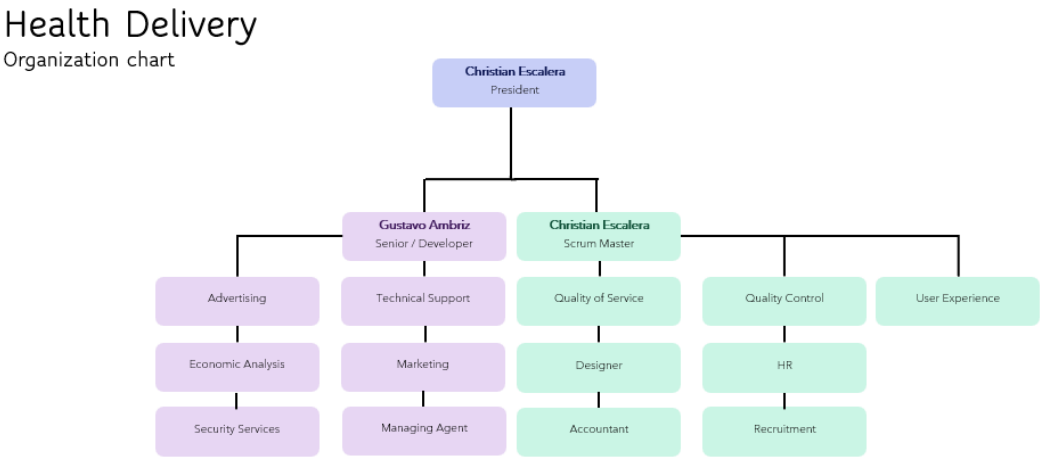 Health Delivery
Organization chart
Christian Escalera
President
Gustavo Ambriz
Senior / Developer
Christian Escalera
Scrum Master
Advertising
Technical Support
Quality of Service
Quality Control
User Experience
Economic Analysis
Marketing
Designer
HR
Security Services
Managing Agent
Accountant
Recruitment